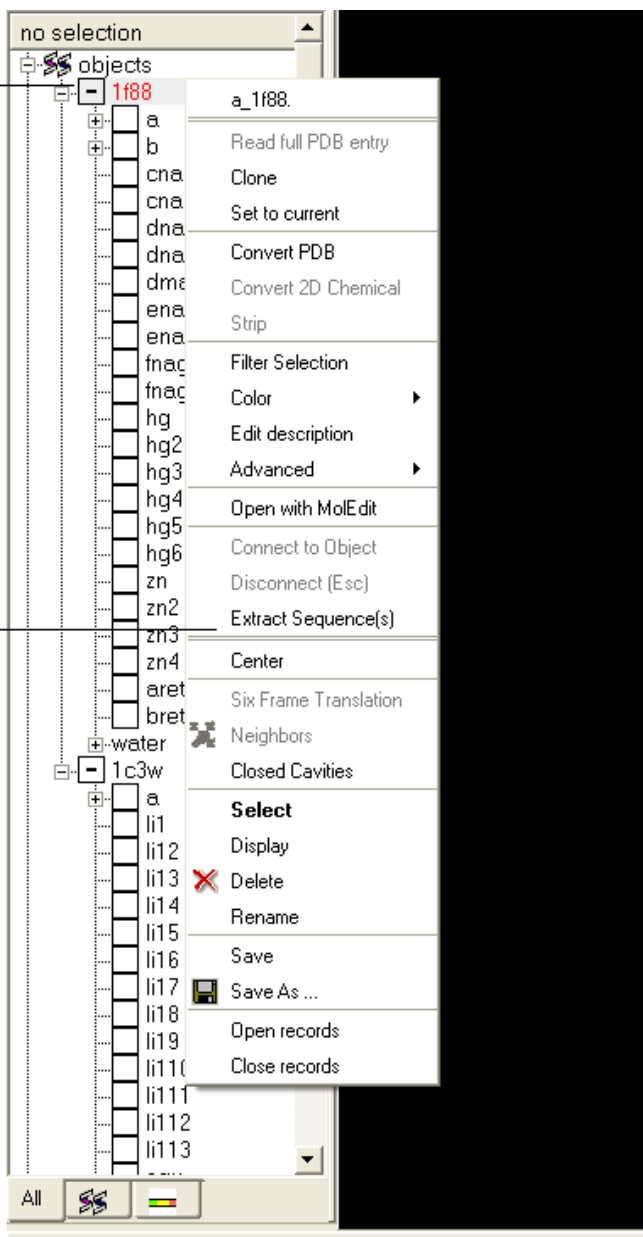 no selection
objects
1f88
a
b
cna
cna
dna
dna
dma
ena
ena
fnag
fnag
hg
hg2
hg3
hg4
hg5
hg6
zn
zn2
zn3
zn4
aret
bret
water
1c3w
a
li1
li12
li13
li14
li15
li16
li17
li18
li19
li110
li111
li112
li113
All
a_1f88.
Read full PDB entry
Clone
Set to current
Convert PDB
Convert 2D Chemical
Strip
Filter Selection
Color
Edit description
Advanced
Open with MolEdit
Connect to Object
Disconnect (Esc)
Extract Sequence(s)
Center
Six Frame Translation
Neighbors
Closed Cavities
Select
Display
Delete
Rename
Save
Save As ...
Open records
Close records